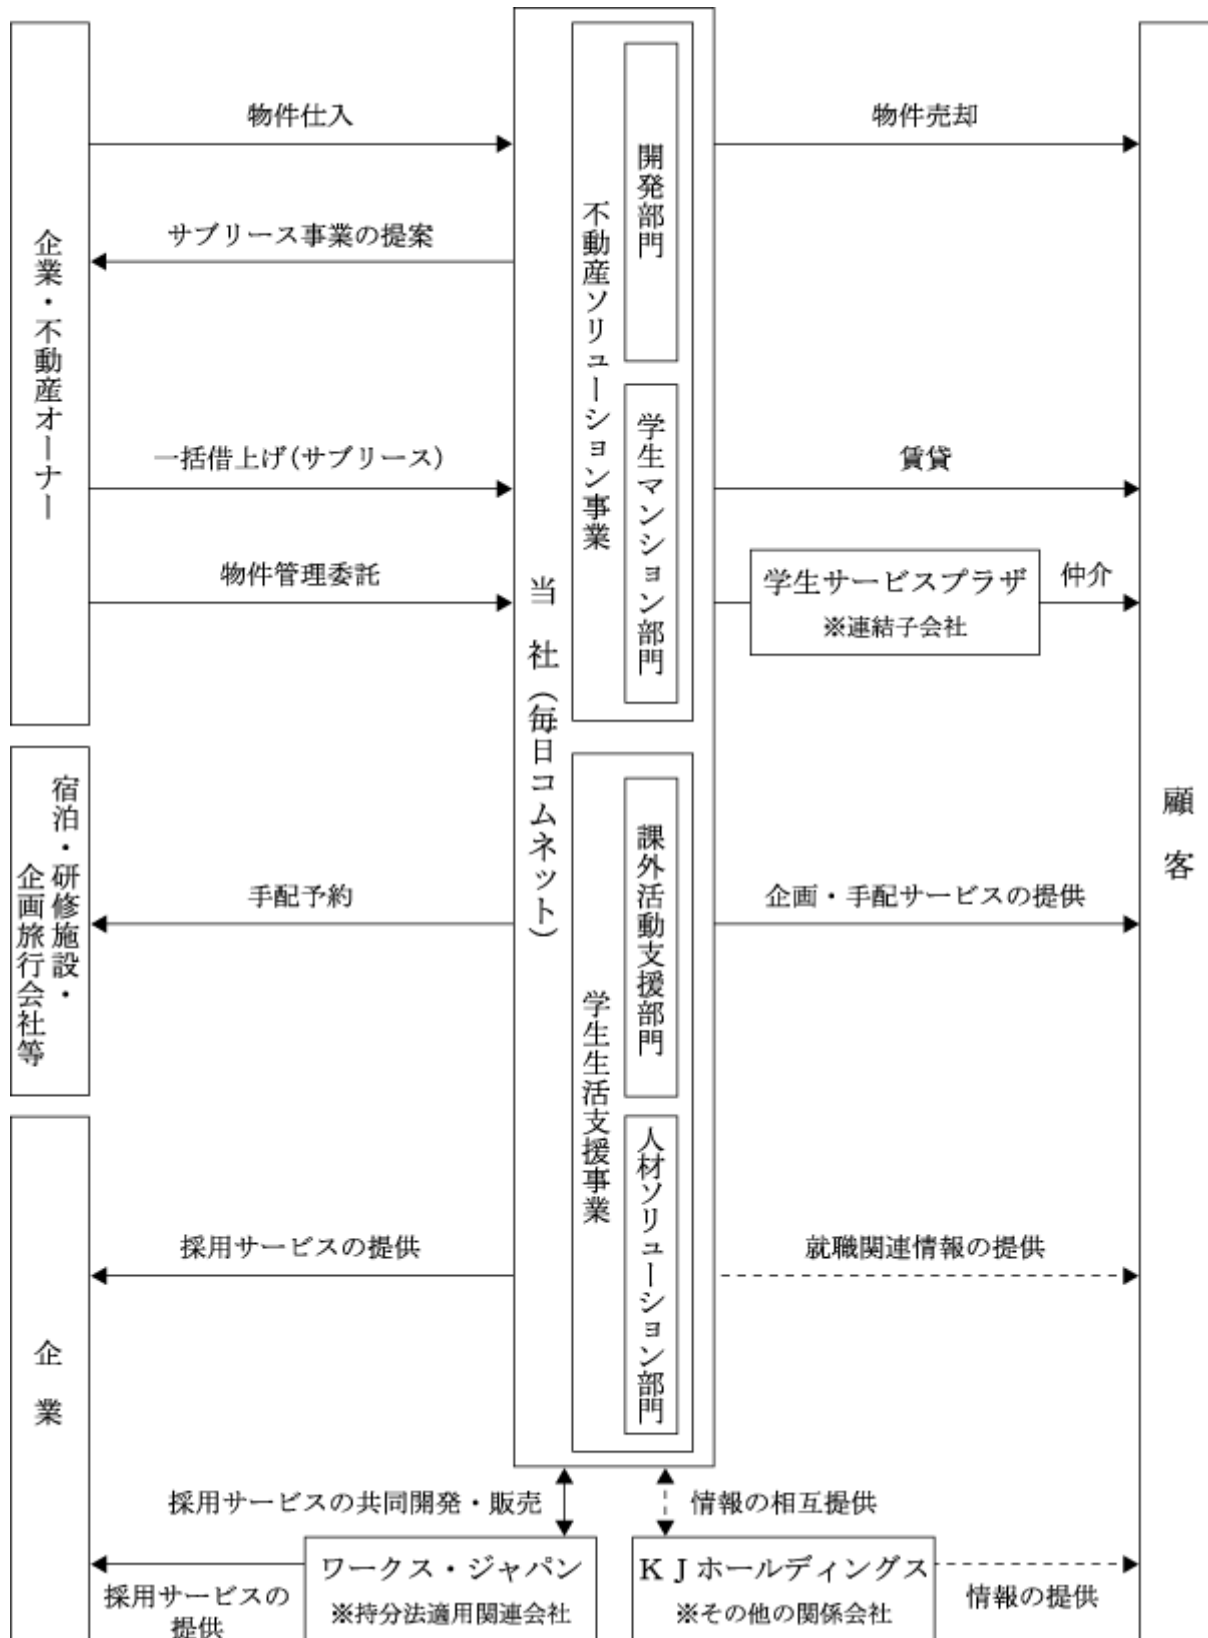 物件仕入
物件売却
サブリース事業の提案
企業・不動産オーナー
開発部門
不動産ソリューション事業
学生マンション部門
一括借上げ(サブリース)
賃貸
物件管理委託
学生サービスプラザ
※連結子会社
仲介
当社(毎日コムネット)
顧客
宿泊・研修施設・
企画旅行会社等
手配予約
課外活動支援部門
企画・手配サービスの提供
学生生活支援事業
人材ソリューション部門
採用サービスの提供
就職関連情報の提供
企業
採用サービスの共同開発・販売
情報の相互提供
ワークス・ジャパン
※持分法適用関連会社
KJホールディングス
※その他の関係会社
採用サービスの
提供
情報の提供